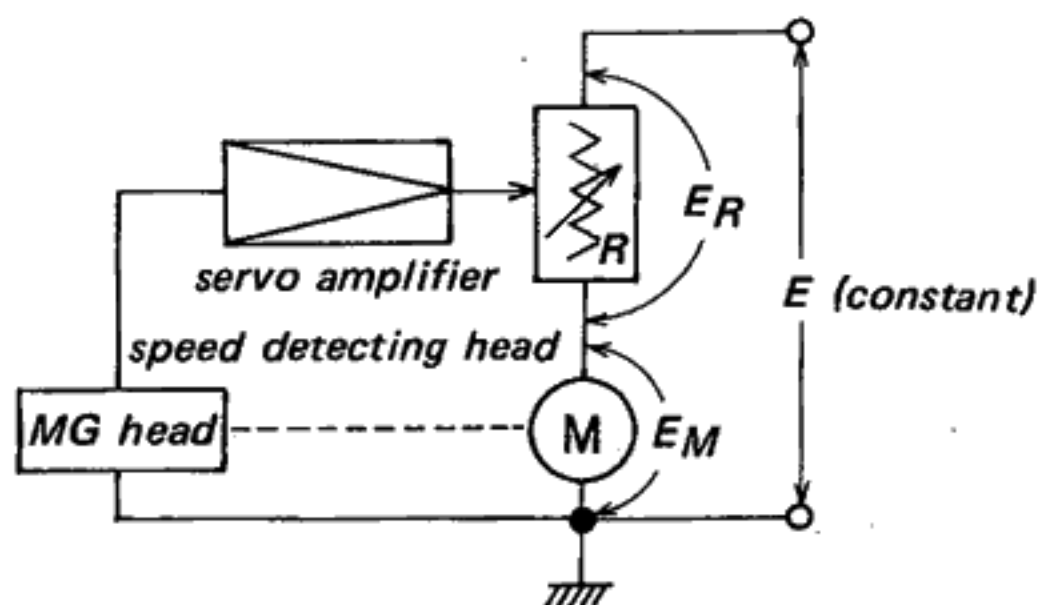 E_R
R
servo amplifier
E (constant)
speed detecting head
MG head
M
E_M